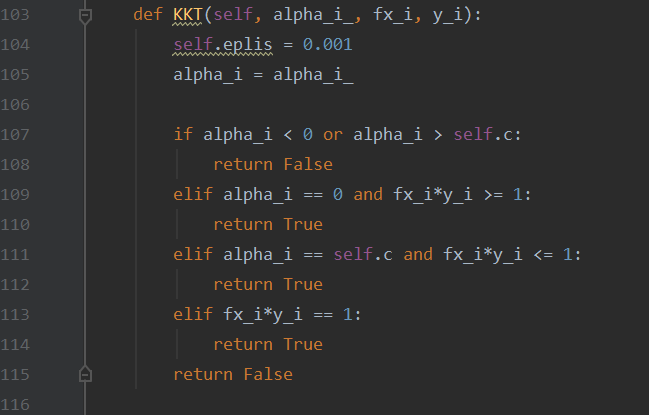 103 def KKT(self, alpha_i_, fx_i, y_i):
104 self.eplis = 0.001
105 alpha_i = alpha_i_
106
107 if alpha_i < 0 or alpha_i > self.c:
108 return False
109 elif alpha_i == 0 and fx_i*y_i >= 1:
110 return True
111 elif alpha_i == self.c and fx_i*y_i <= 1:
112 return True
113 elif fx_i*y_i == 1:
114 return True
115 return False
116